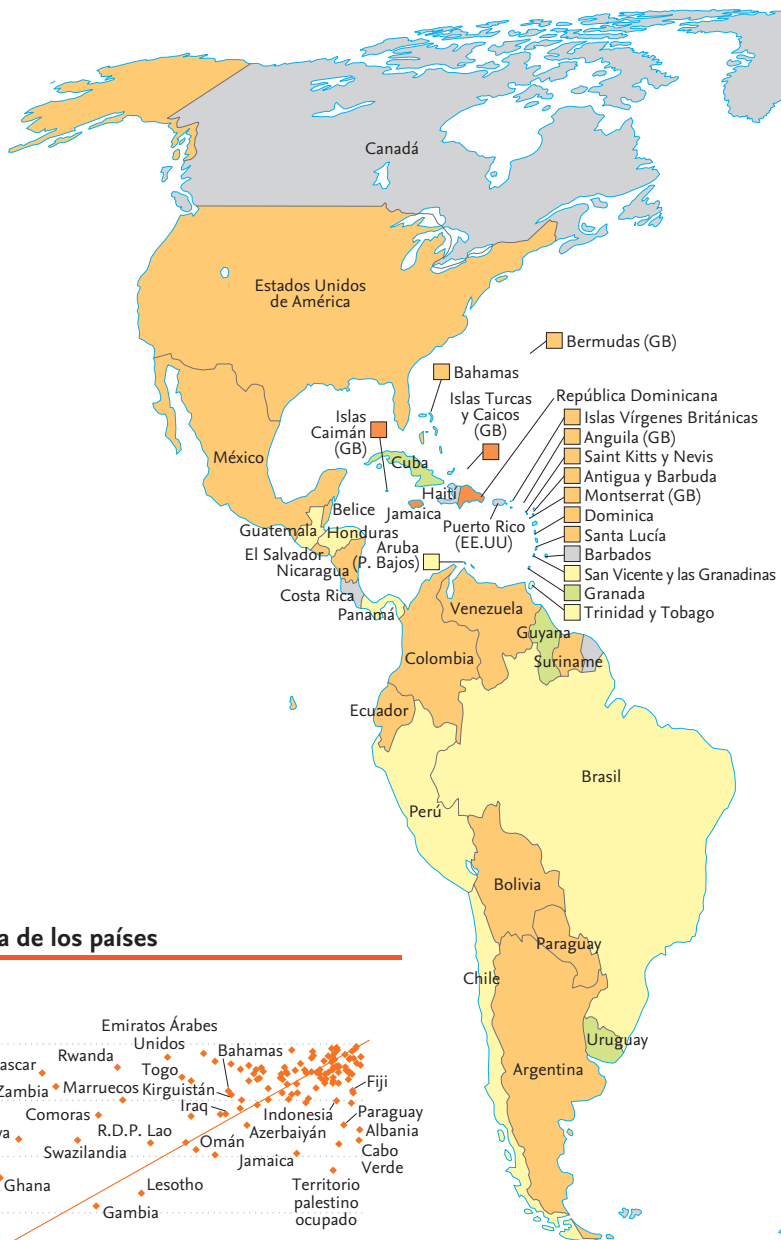 Canadá
Estados Unidos
de América
Bermudas (GB)
Bahamas
Islas Turcas
y Caicos
(GB)
República Dominicana
Islas Vírgenes Británicas
Anguila (GB)
Saint Kitts y Nevis
Antigua y Barbuda
Montserrat (GB)
Dominica
Santa Lucía
Barbados
San Vicente y las Granadinas
Granada
Trinidad y Tobago
Islas
Caimán
(GB)
México
Cuba
Haití
Jamaica
Puerto Rico
(EE.UU)
Belice
Guatemala
Honduras
El Salvador
Nicaragua
Aruba
(P. Bajos)
Costa Rica
Panamá
Venezuela
Guyana
Suriname
Colombia
Ecuador
Brasil
Perú
Bolivia
Paraguay
Chile
Uruguay
Argentina
a de los países
Emiratos Árabes
Unidos
Bahamas
ascar
Rwanda
Togo
Zambia
Marruecos
Kirguistán
Fiji
Comoras
Iraq
Indonesia
Paraguay
ya
R.D.P. Lao
Omán
Azerbaiyán
Albania
Swazilandia
Jamaica
Cabo
Verde
Ghana
Lesotho
Territorio
palestino
ocupado
Gambia